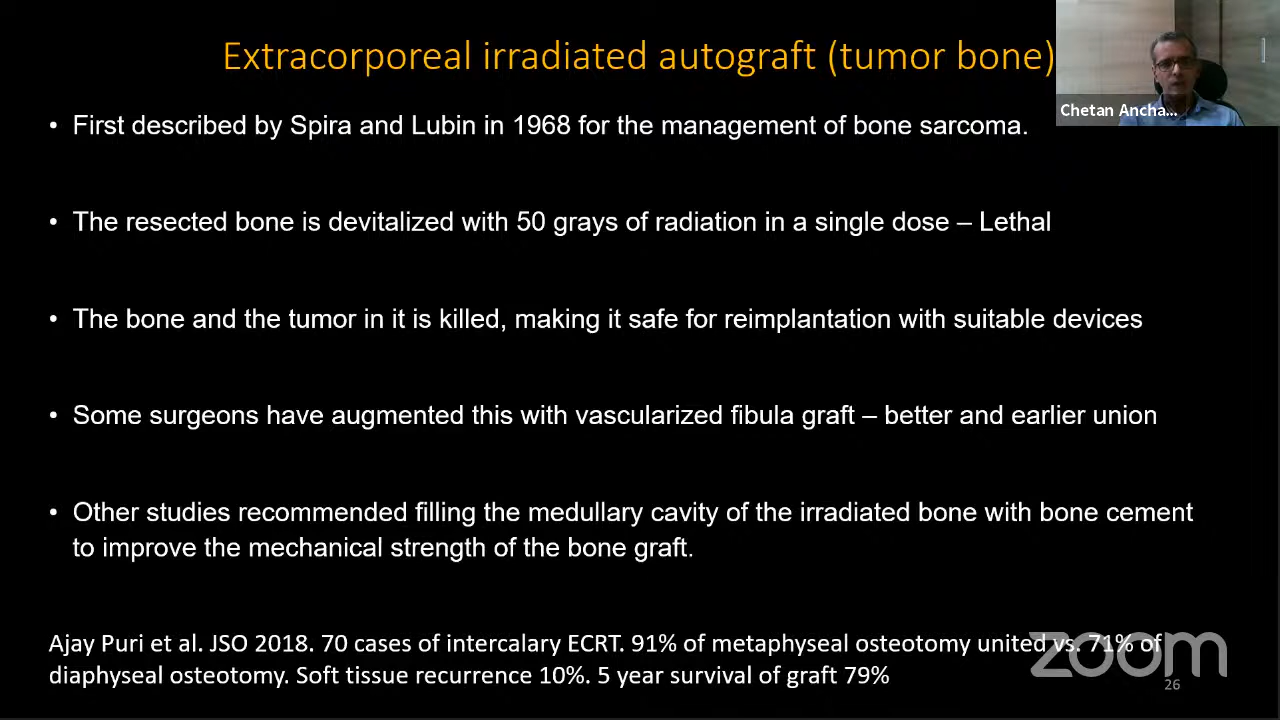 Extracorporeal irradiated autograft (tumor bone)
Chetan Ancha...
• First described by Spira and Lubin in 1968 for the management of bone sarcoma.
• The resected bone is devitalized with 50 grays of radiation in a single dose – Lethal
• The bone and the tumor in it is killed, making it safe for reimplantation with suitable devices
• Some surgeons have augmented this with vascularized fibula graft – better and earlier union
• Other studies recommended filling the medullary cavity of the irradiated bone with bone cement
to improve the mechanical strength of the bone graft.
Ajay Puri et al. JSO 2018. 70 cases of intercalary ECRT. 91% of metaphyseal osteotomy united vs. 71% of
diaphyseal osteotomy. Soft tissue recurrence 10%. 5 year survival of graft 79%
zoom
26